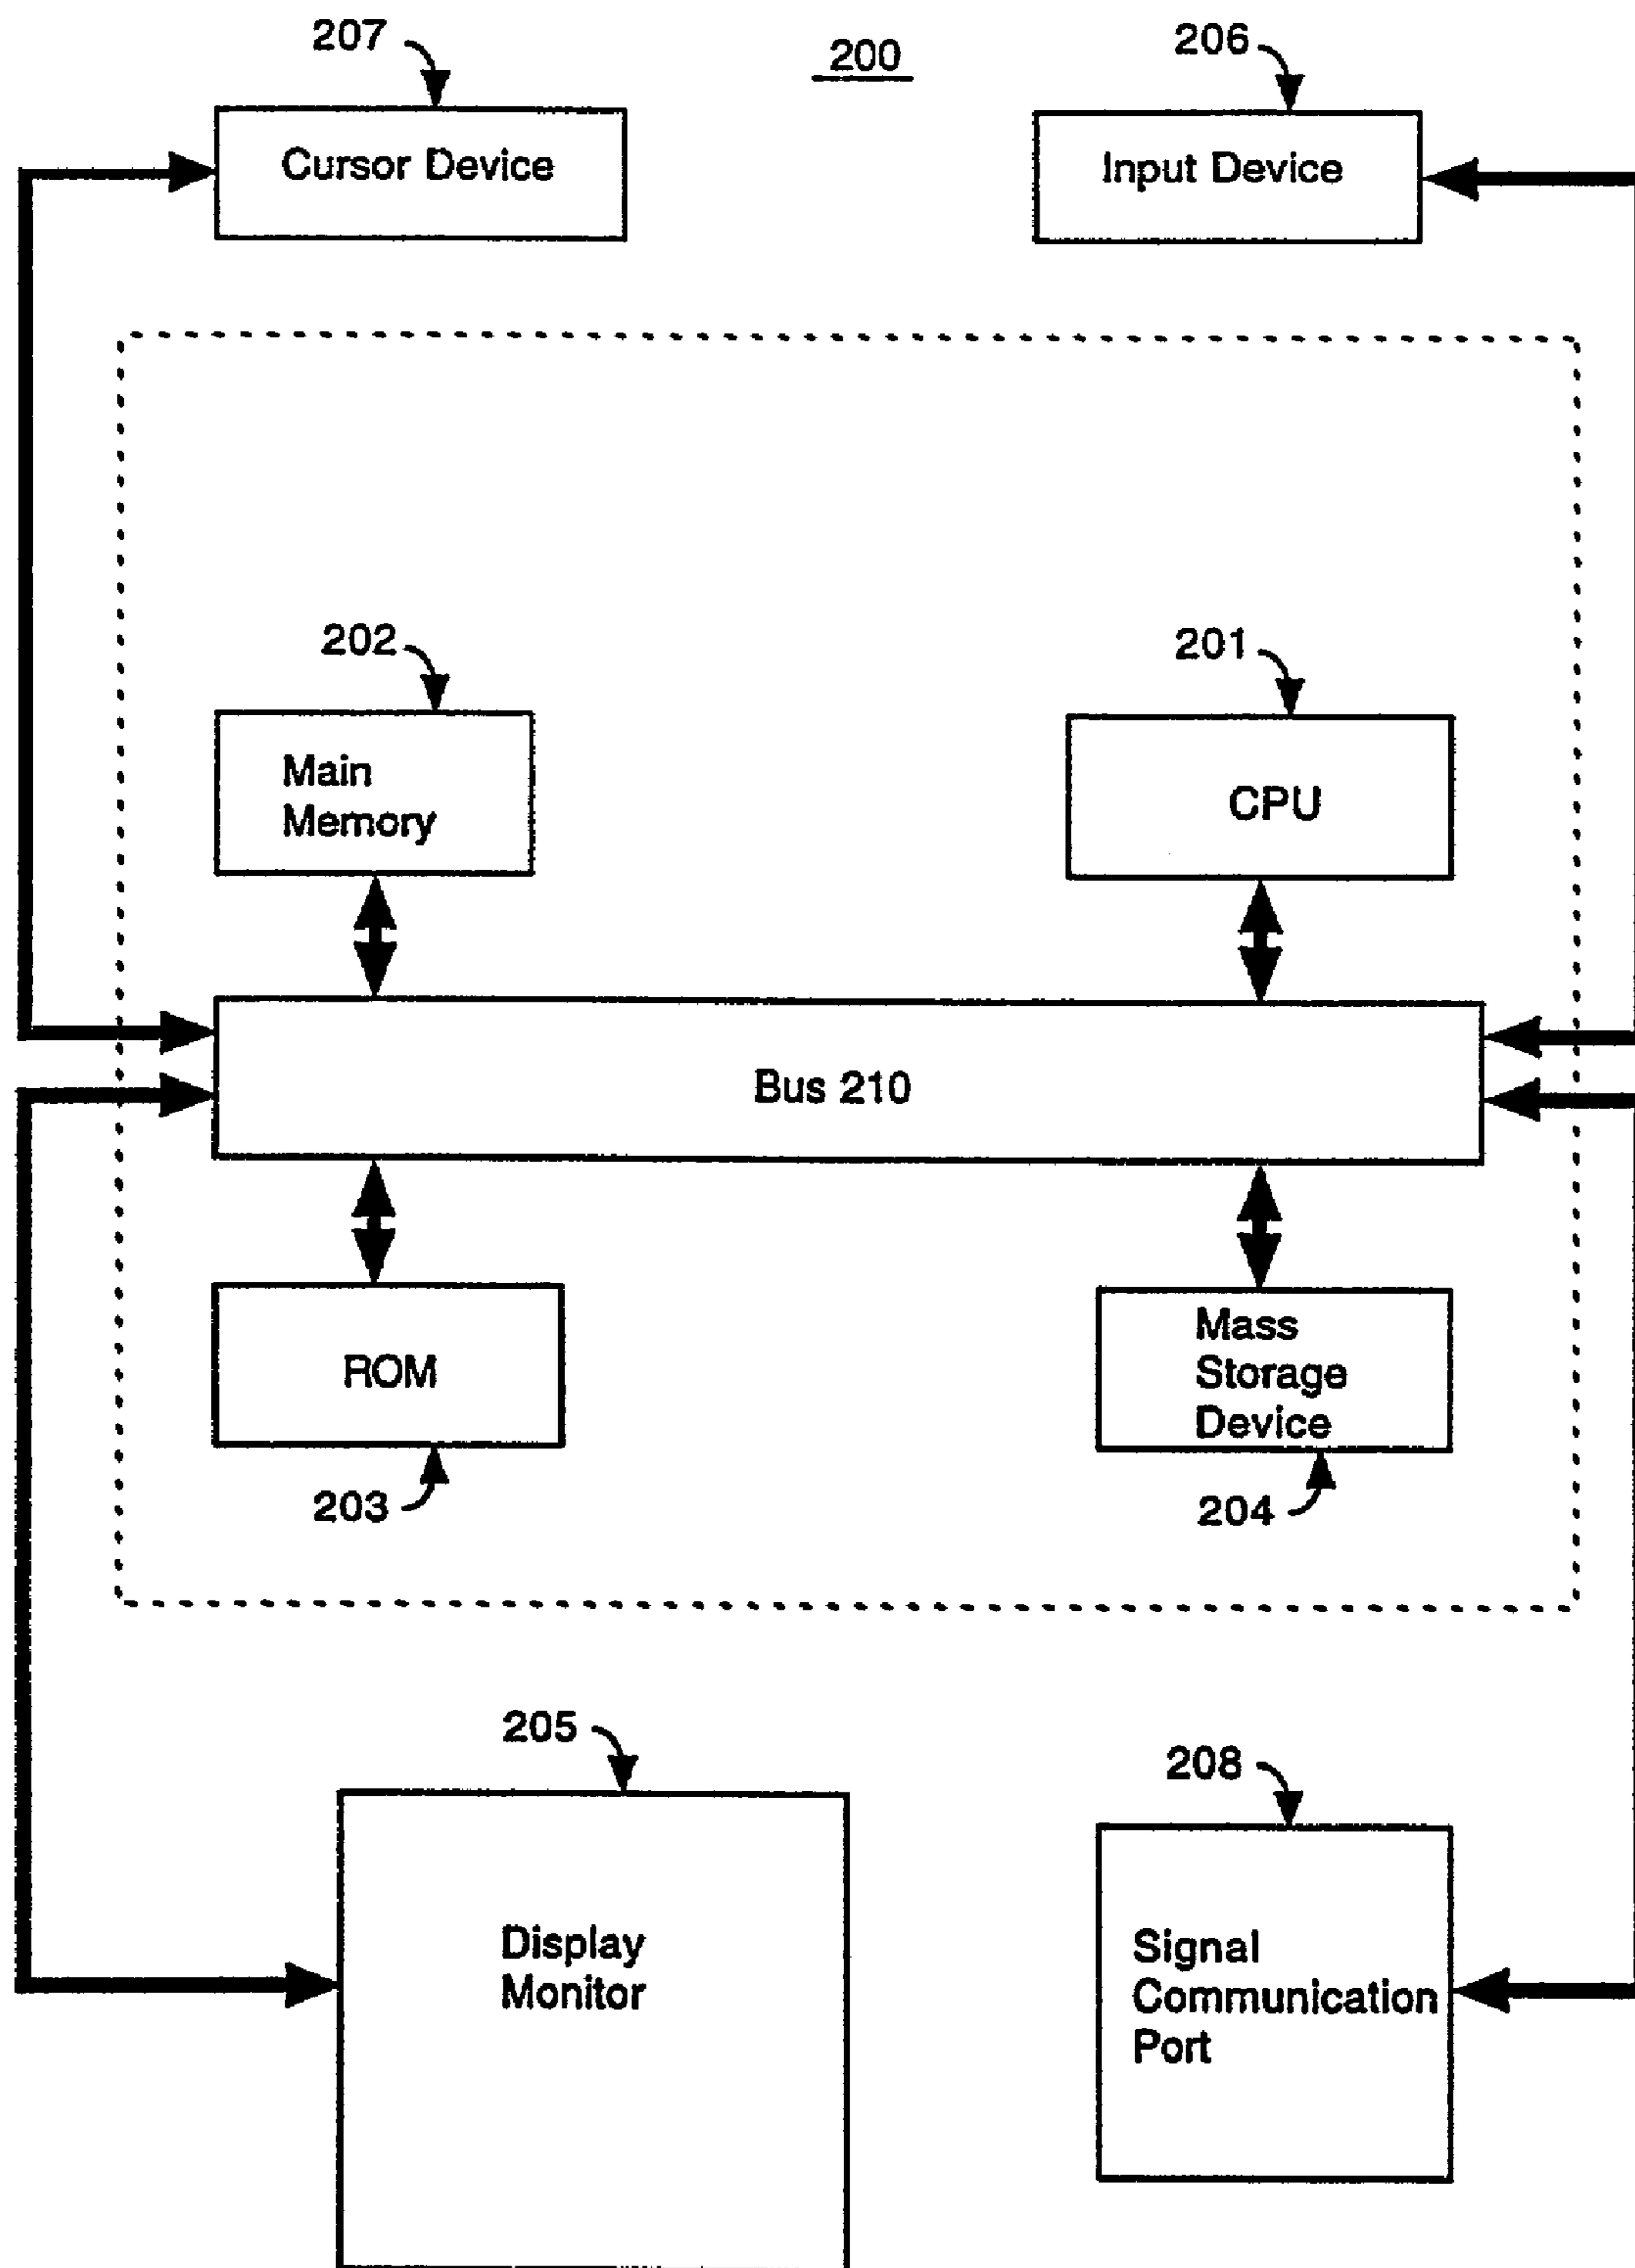 207
200
206
Cursor Device
Input Device
202
201
Main
Memory
CPU
Bus 210
ROM
Mass
Storage
Device
203
204
205
208
Display
Monitor
Signal
Communication
Port